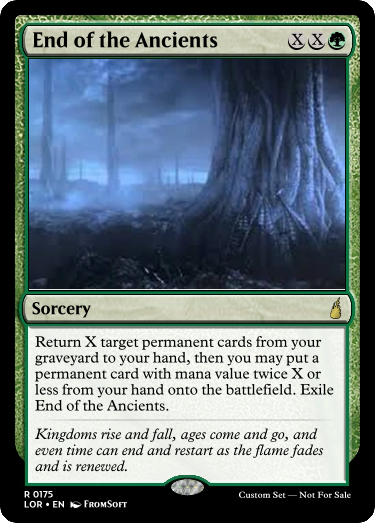 End of the Ancients XX
Sorcery
Return X target permanent cards from your
graveyard to your hand, then you may put a
permanent card with mana value twice X or
less from your hand onto the battlefield. Exile
End of the Ancients.
Kingdoms rise and fall, ages come and go, and
even time can end and restart as the flame fades
and is renewed.
R 0175
LOR • EN FROMSOFT
Custom Set — Not For Sale